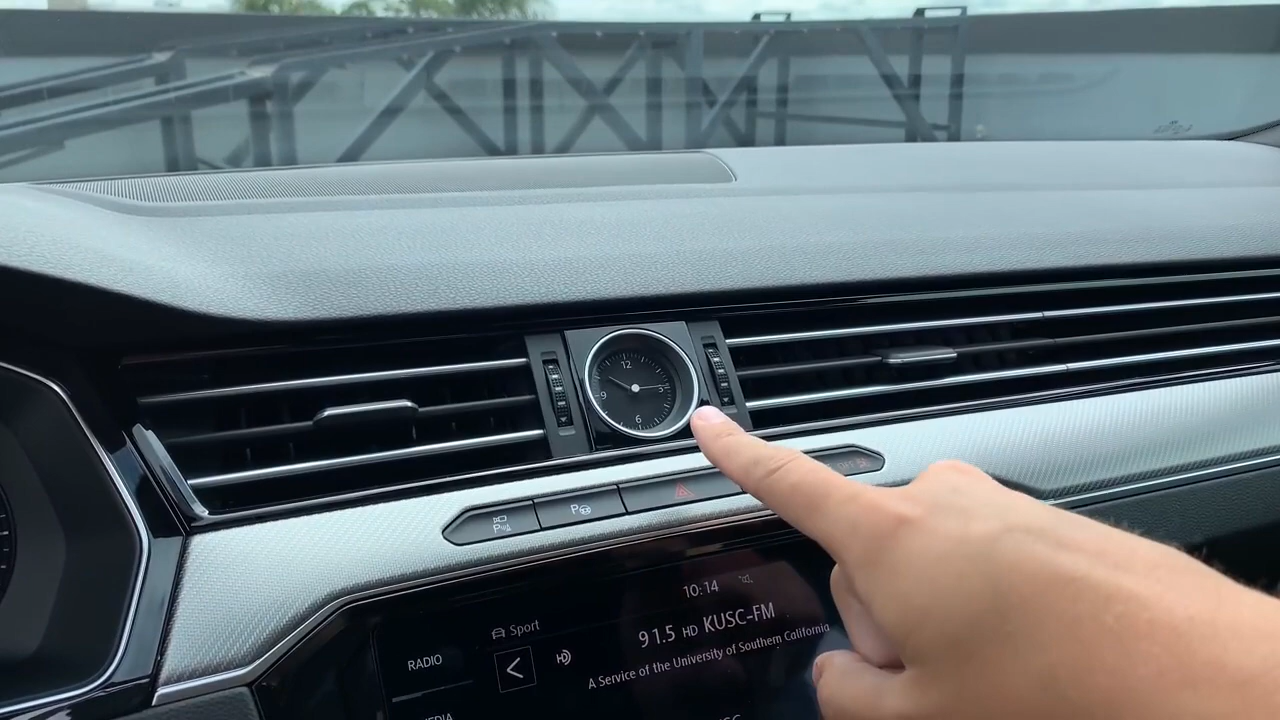 12
9 3
6
P
OFF
10:14
Sport
91.5 HD KUSC-FM
RADIO
A Service of the University of Southern California